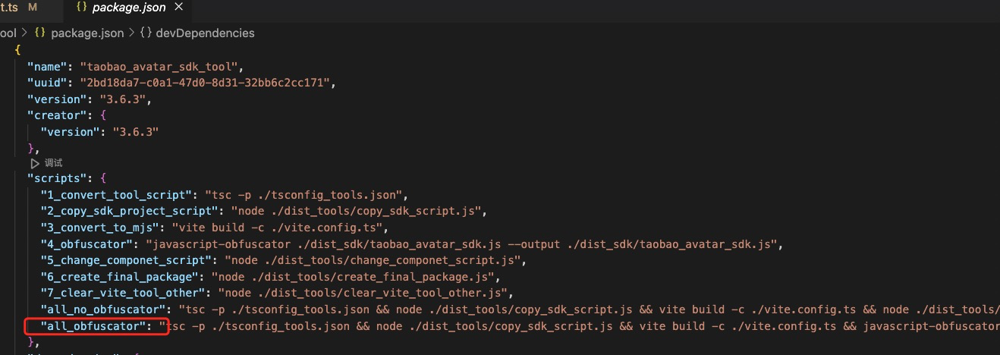 t.ts M {} package.json ×
ool > {} package.json > {} devDependencies
{
"name": "taobao_avatar_sdk_tool",
"uuid": "2bd18da7-c0a1-47d0-8d31-32bb6c2cc171",
"version": "3.6.3",
"creator": {
"version": "3.6.3"
},
调试
"scripts": {
"1_convert_tool_script": "tsc -p ./tsconfig_tools.json",
"2_copy_sdk_project_script": "node ./dist_tools/copy_sdk_script.js",
"3_convert_to_mjs": "vite build -c ./vite.config.ts",
"4_obfuscator": "javascript-obfuscator ./dist_sdk/taobao_avatar_sdk.js --output ./dist_sdk/taobao_avatar_sdk.js",
"5_change_componet_script": "node ./dist_tools/change_componet_script.js",
"6_create_final_package": "node ./dist_tools/create_final_package.js",
"7_clear_vite_tool_other": "node ./dist_tools/clear_vite_tool_other.js",
"all_no_obfuscator": "tsc -p ./tsconfig_tools.json && node ./dist_tools/copy_sdk_script.js && vite build -c ./vite.config.ts && node ./dist_tools/
"all_obfuscator": "tsc -p ./tsconfig_tools.json && node ./dist_tools/copy_sdk_script.js && vite build -c ./vite.config.ts && javascript-obfuscator
},